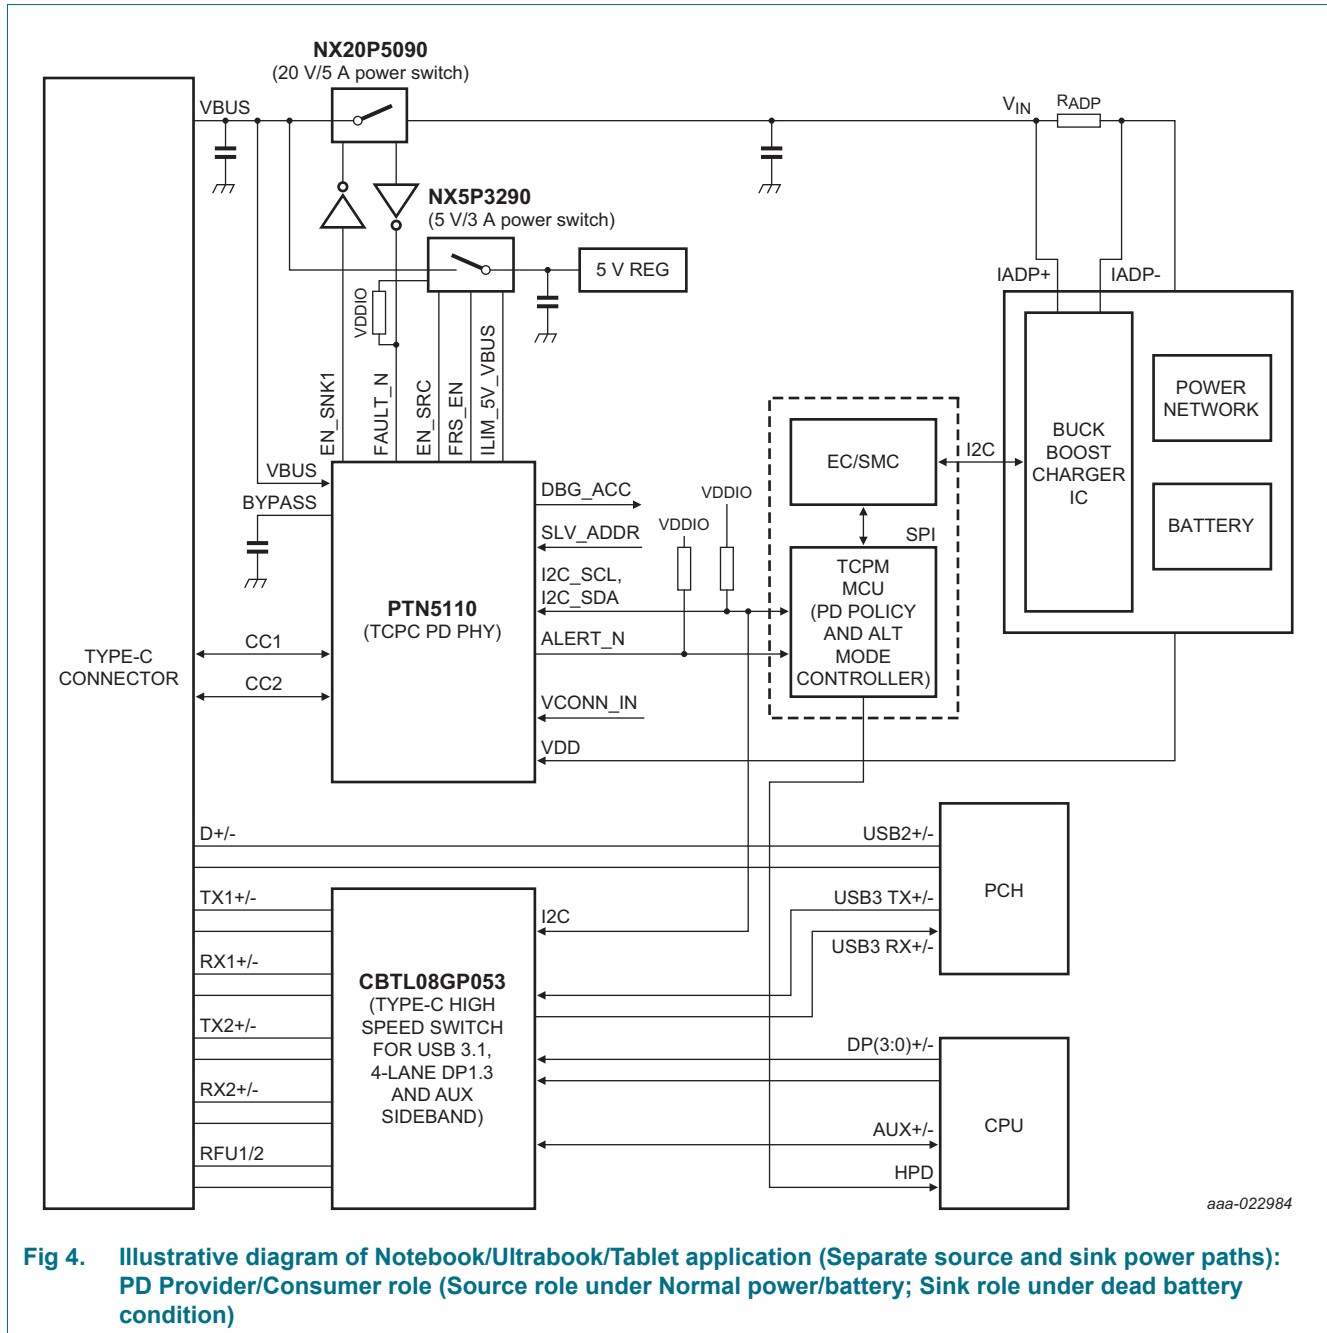 NX20P5090
(20 V/5 A power switch)
VBUS
VIN
RADP
NX5P3290
(5 V/3 A power switch)
5 V REG
VDDIO
IADP+
IADP-
EN_SNK1
FAULT_N
EN_SRC
FRS_EN
ILIM_5V_VBUS
POWER
NETWORK
BUCK
BOOST
CHARGER
IC
BATTERY
EC/SMC
I2C
SPI
TCPM
MCU
(PD POLICY
AND ALT
MODE
CONTROLLER)
VBUS
BYPASS
DBG_ACC
VDDIO
VDDIO
SLV_ADDR
I2C_SCL,
I2C_SDA
ALERT_N
VCONN_IN
VDD
PTN5110
(TCPC PD PHY)
CC1
CC2
TYPE-C
CONNECTOR
D+/-
USB2+/-
TX1+/-
RX1+/-
TX2+/-
RX2+/-
RFU1/2
I2C
CBTL08GP053
(TYPE-C HIGH
SPEED SWITCH
FOR USB 3.1,
4-LANE DP1.3
AND AUX
SIDEBAND)
USB3 TX+/-
USB3 RX+/-
PCH
DP(3:0)+/-
AUX+/-
HPD
CPU
aaa-022984
Fig 4. Illustrative diagram of Notebook/Ultrabook/Tablet application (Separate source and sink power paths):
PD Provider/Consumer role (Source role under Normal power/battery; Sink role under dead battery
condition)